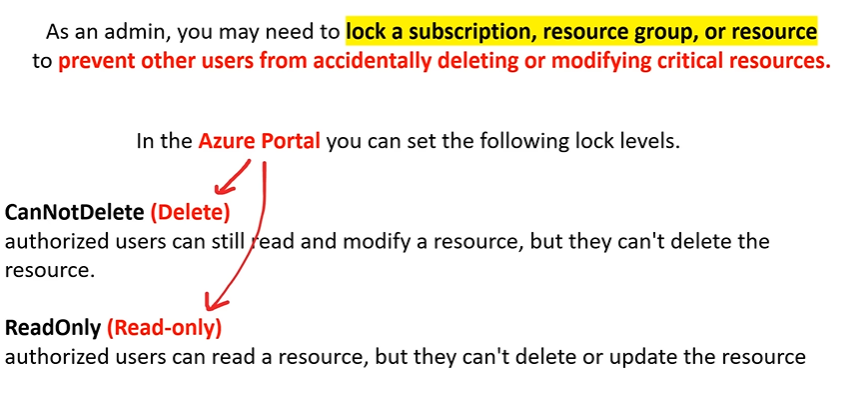 As an admin, you may need to lock a subscription, resource group, or resource
to prevent other users from accidentally deleting or modifying critical resources.
In the Azure Portal you can set the following lock levels.
CanNotDelete (Delete)
authorized users can still read and modify a resource, but they can't delete the
resource.
ReadOnly (Read-only)
authorized users can read a resource, but they can't delete or update the resource